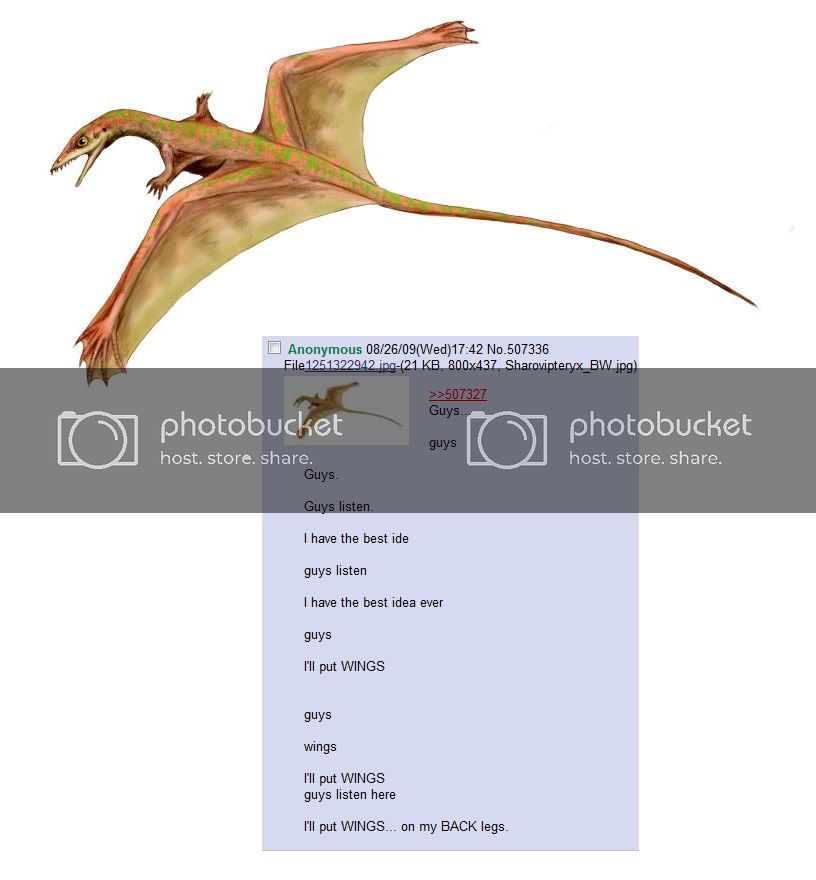 Anonymous 08/26/09(Wed)17:42 No.507336
File1251322942.jpg-(21 KB, 800x437, Sharovipteryx_BW.jpg)
>>507327
Guys...
guys
photobucket
host. store. share.
photobucket
host. store. share.
Guys.
Guys listen.
I have the best ide
guys listen
I have the best idea ever
guys
I'll put WINGS
guys
wings
I'll put WINGS
guys listen here
I'll put WINGS... on my BACK legs.